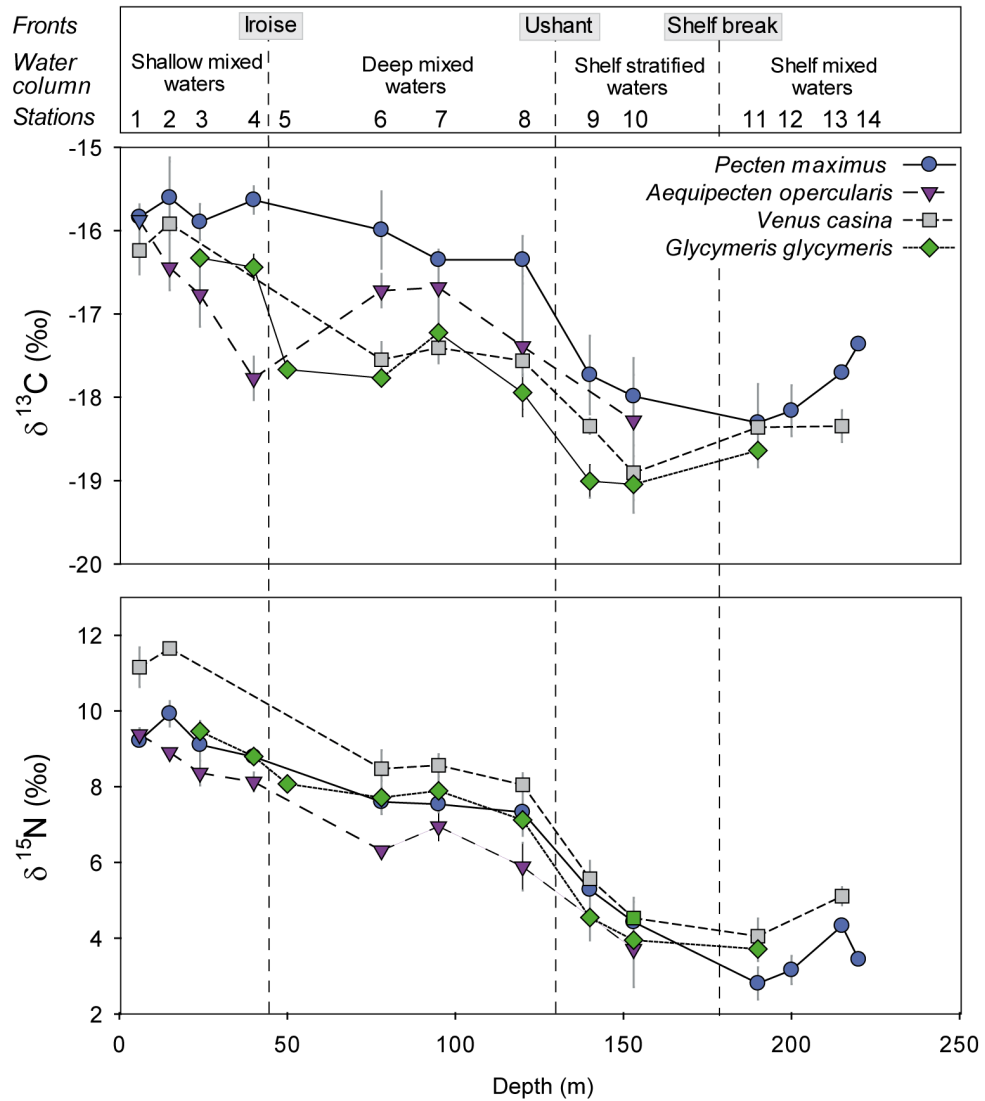 Fronts Iroise Ushant Shelf break
Water column Shallow mixed waters Deep mixed waters Shelf stratified waters Shelf mixed waters
Stations 1 2 3 4 5 6 7 8 9 10 11 12 13 14
-15
-16
-17
-18
-19
-20
δ ¹³C (‰)
Pecten maximus
Aequipecten opercularis
Venus casina
Glycymeris glycymeris
12
10
8
6
4
2
δ ¹⁵N (‰)
0 50 100 150 200 250
Depth (m)